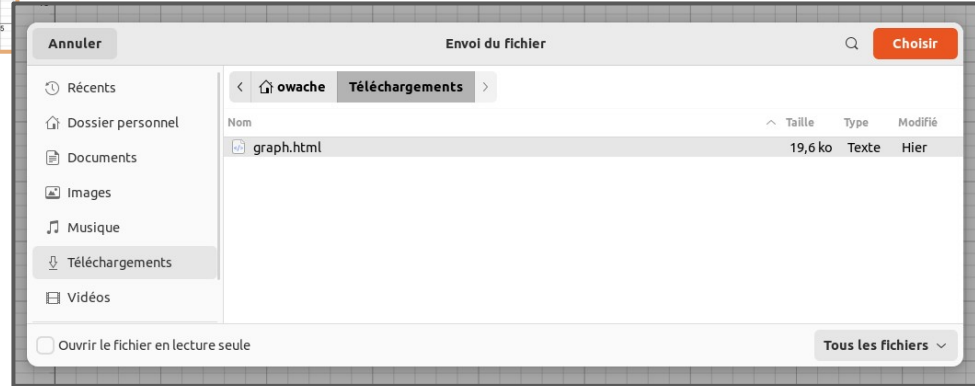 5
Annuler Envoi du fichier Choisir
Récents
owache Téléchargements
Dossier personnel
Nom Taille Type Modifié
graph.html 19,6 ko Texte Hier
Documents
Images
Musique
Téléchargements
Vidéos
Ouvrir le fichier en lecture seule Tous les fichiers